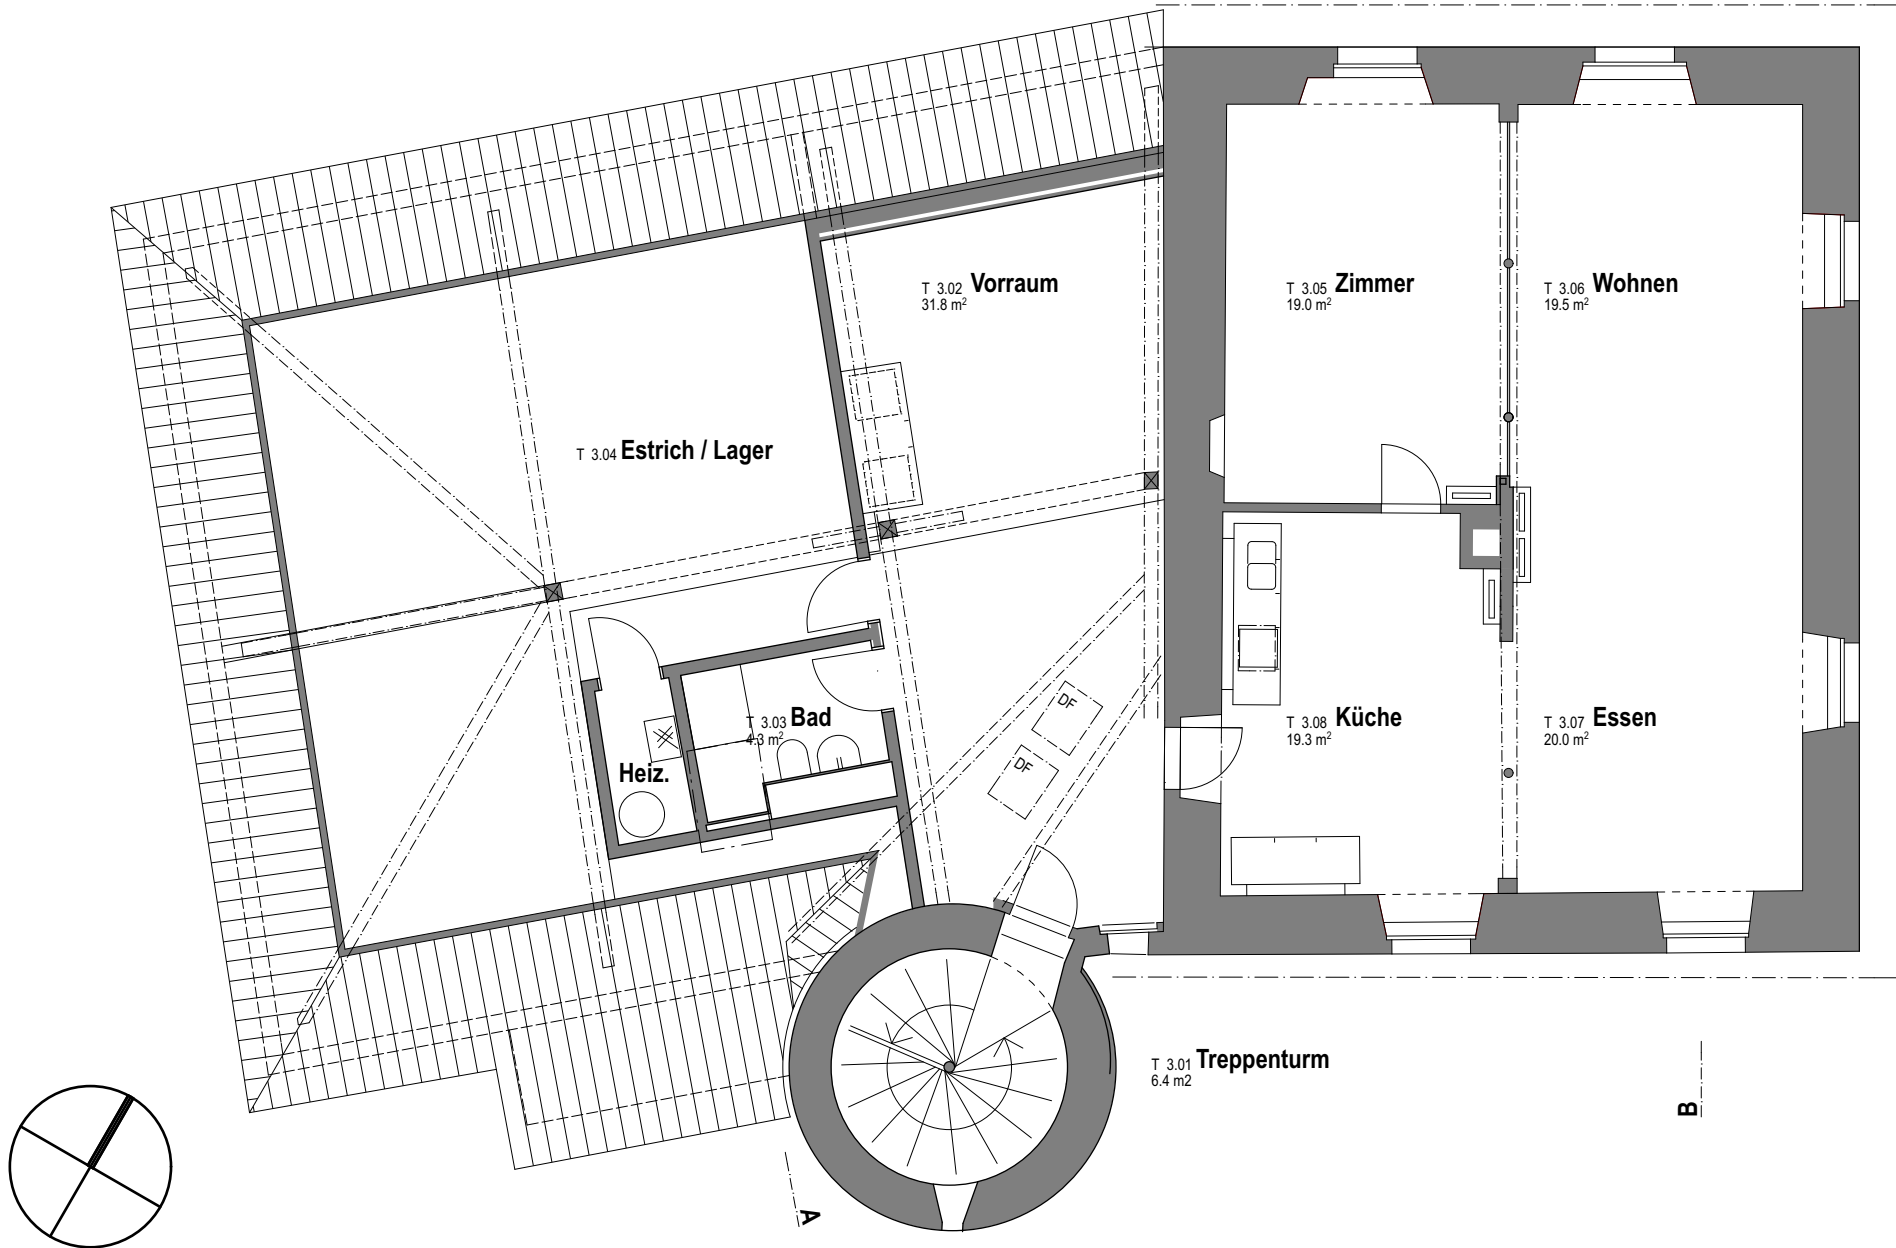 T 3.02 Vorraum
31.8 m²
T 3.05 Zimmer
19.0 m²
T 3.06 Wohnen
19.5 m²
T 3.04 Estrich / Lager
T 3.03 Bad
4.3 m²
Heiz.
DF
DF
T 3.08 Küche
19.3 m²
T 3.07 Essen
20.0 m²
T 3.01 Treppenturm
6.4 m2
A
B